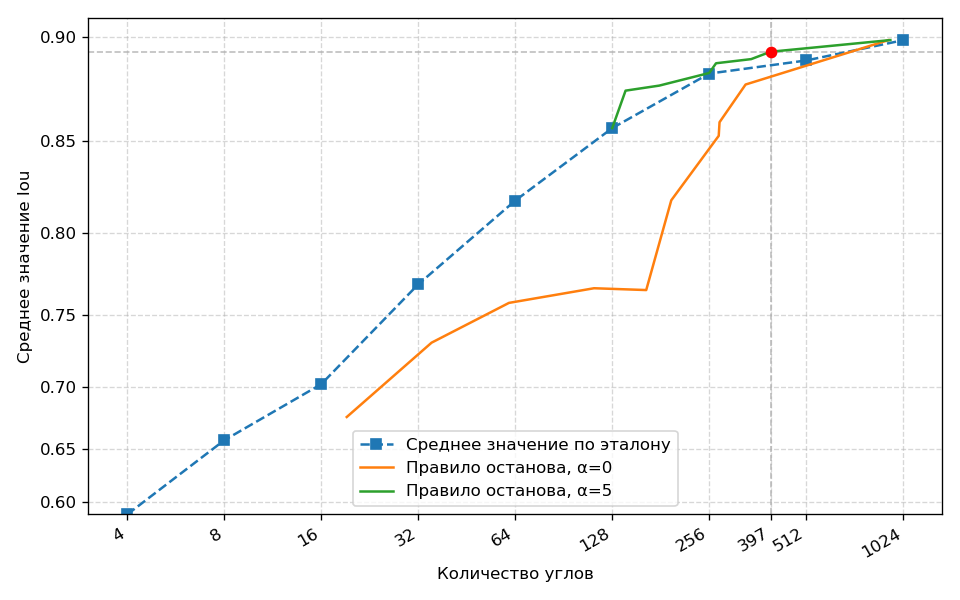 0.90
0.85
0.80
0.75
0.70
0.65
0.60
Среднее значение Iou
Среднее значение по эталону
Правило останова, α=0
Правило останова, α=5
4 8 16 32 64 128 256 397 512 1024
Количество углов